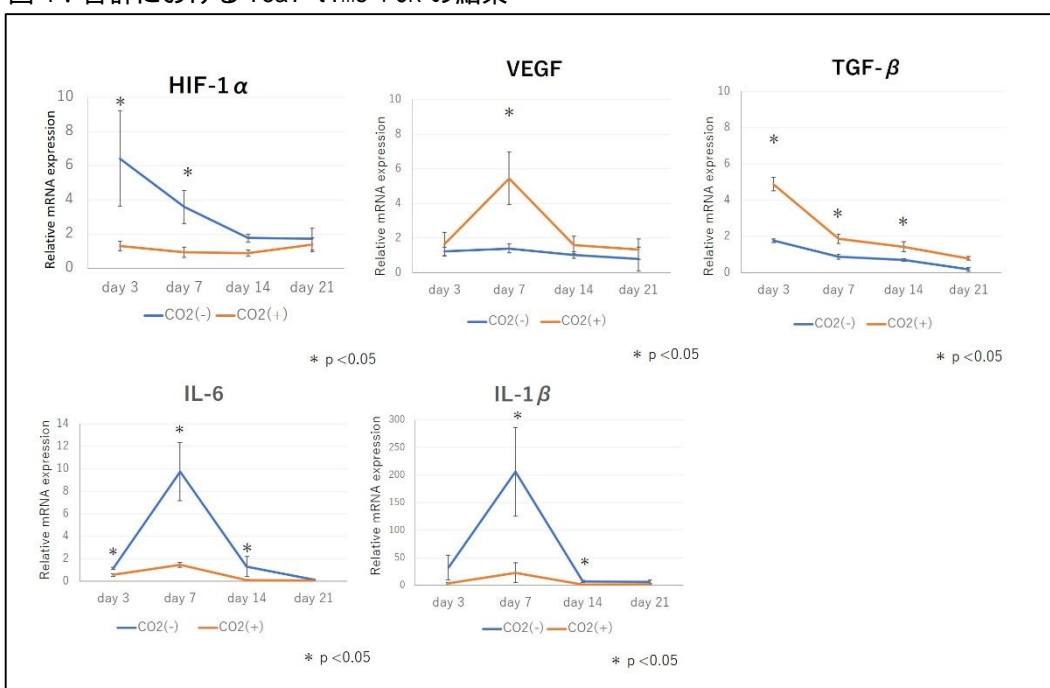 HIF-1α
Relative mRNA expression
10
8
6
4
2
0
*
*
day 3 day 7 day 14 day 21
CO2(-) CO2(+)
* p <0.05
VEGF
Relative mRNA expression
10
8
6
4
2
0
*
day 3 day 7 day 14 day 21
CO2(-) CO2(+)
* p <0.05
TGF-β
Relative mRNA expression
10
8
6
4
2
0
*
*
*
day 3 day 7 day 14 day 21
CO2(-) CO2(+)
* p <0.05
IL-6
Relative mRNA expression
14
12
10
8
6
4
2
0
*
*
*
day 3 day 7 day 14 day 21
CO2(-) CO2(+)
* p <0.05
IL-1β
Relative mRNA expression
300
250
200
150
100
50
0
*
*
day 3 day 7 day 14 day 21
CO2(-) CO2(+)
* p <0.05